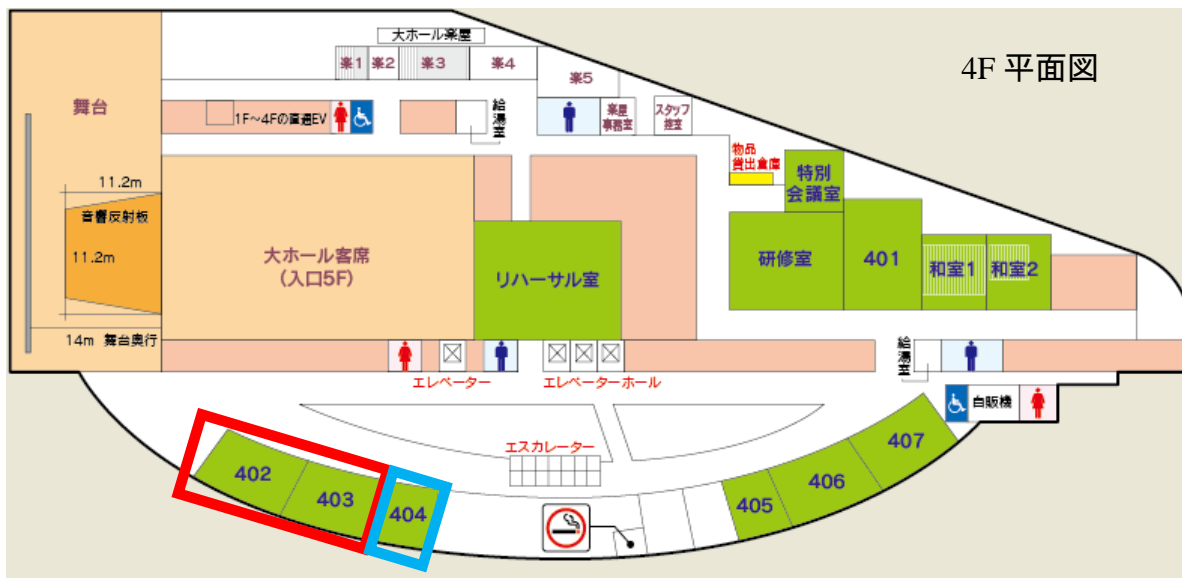 4F 平面図
大ホール楽屋
楽1
楽2
楽3
楽4
楽5
舞台
1F～4Fの直通EV
給湯室
楽屋
事務室
スタッフ
控室
物品
貸出倉庫
特別
会議室
11.2m
音響反射板
11.2m
大ホール客席
(入口5F)
リハーサル室
研修室
401
和室1
和室2
14m 舞台奥行
エレベーター
エレベーターホール
給湯室
自販機
エスカレーター
402
403
404
405
406
407